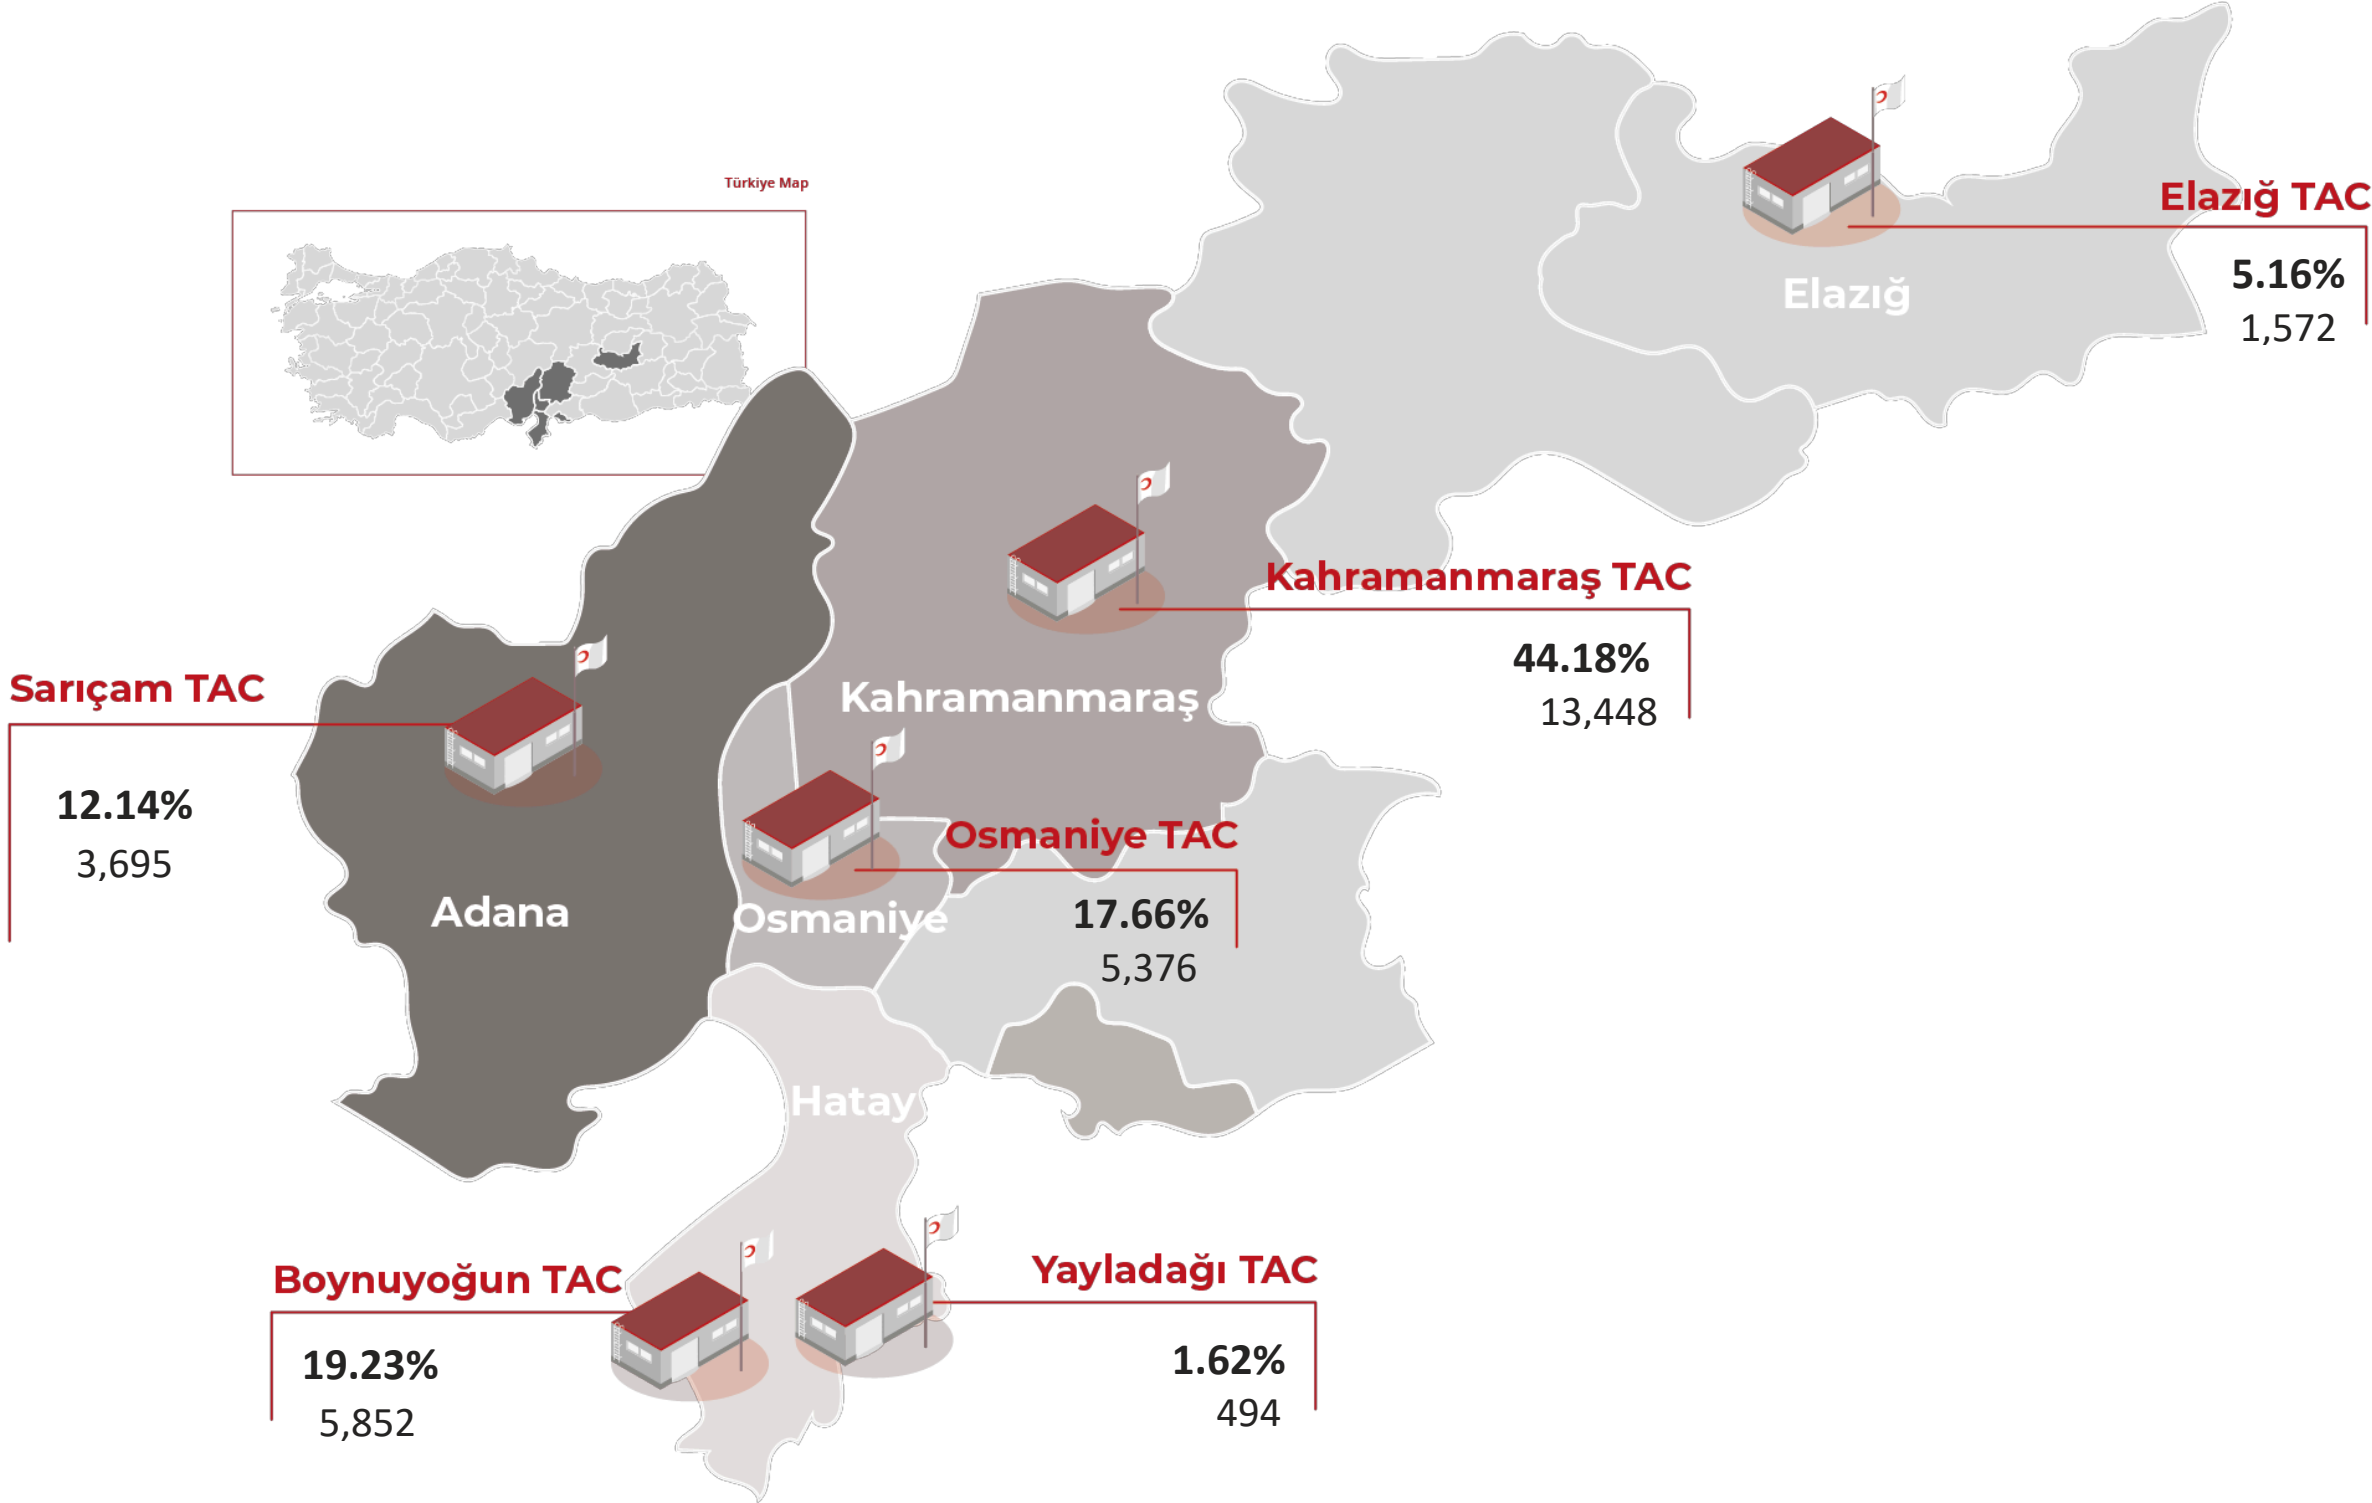 Türkiye Map
Elazığ TAC
5.16%
1,572
Elazığ
Kahramanmaraş TAC
44.18%
13,448
Kahramanmaraş
Sarıçam TAC
12.14%
3,695
Adana
Osmaniye TAC
17.66%
5,376
Osmaniye
Hatay
Boynuyoğun TAC
19.23%
5,852
Yayladağı TAC
1.62%
494